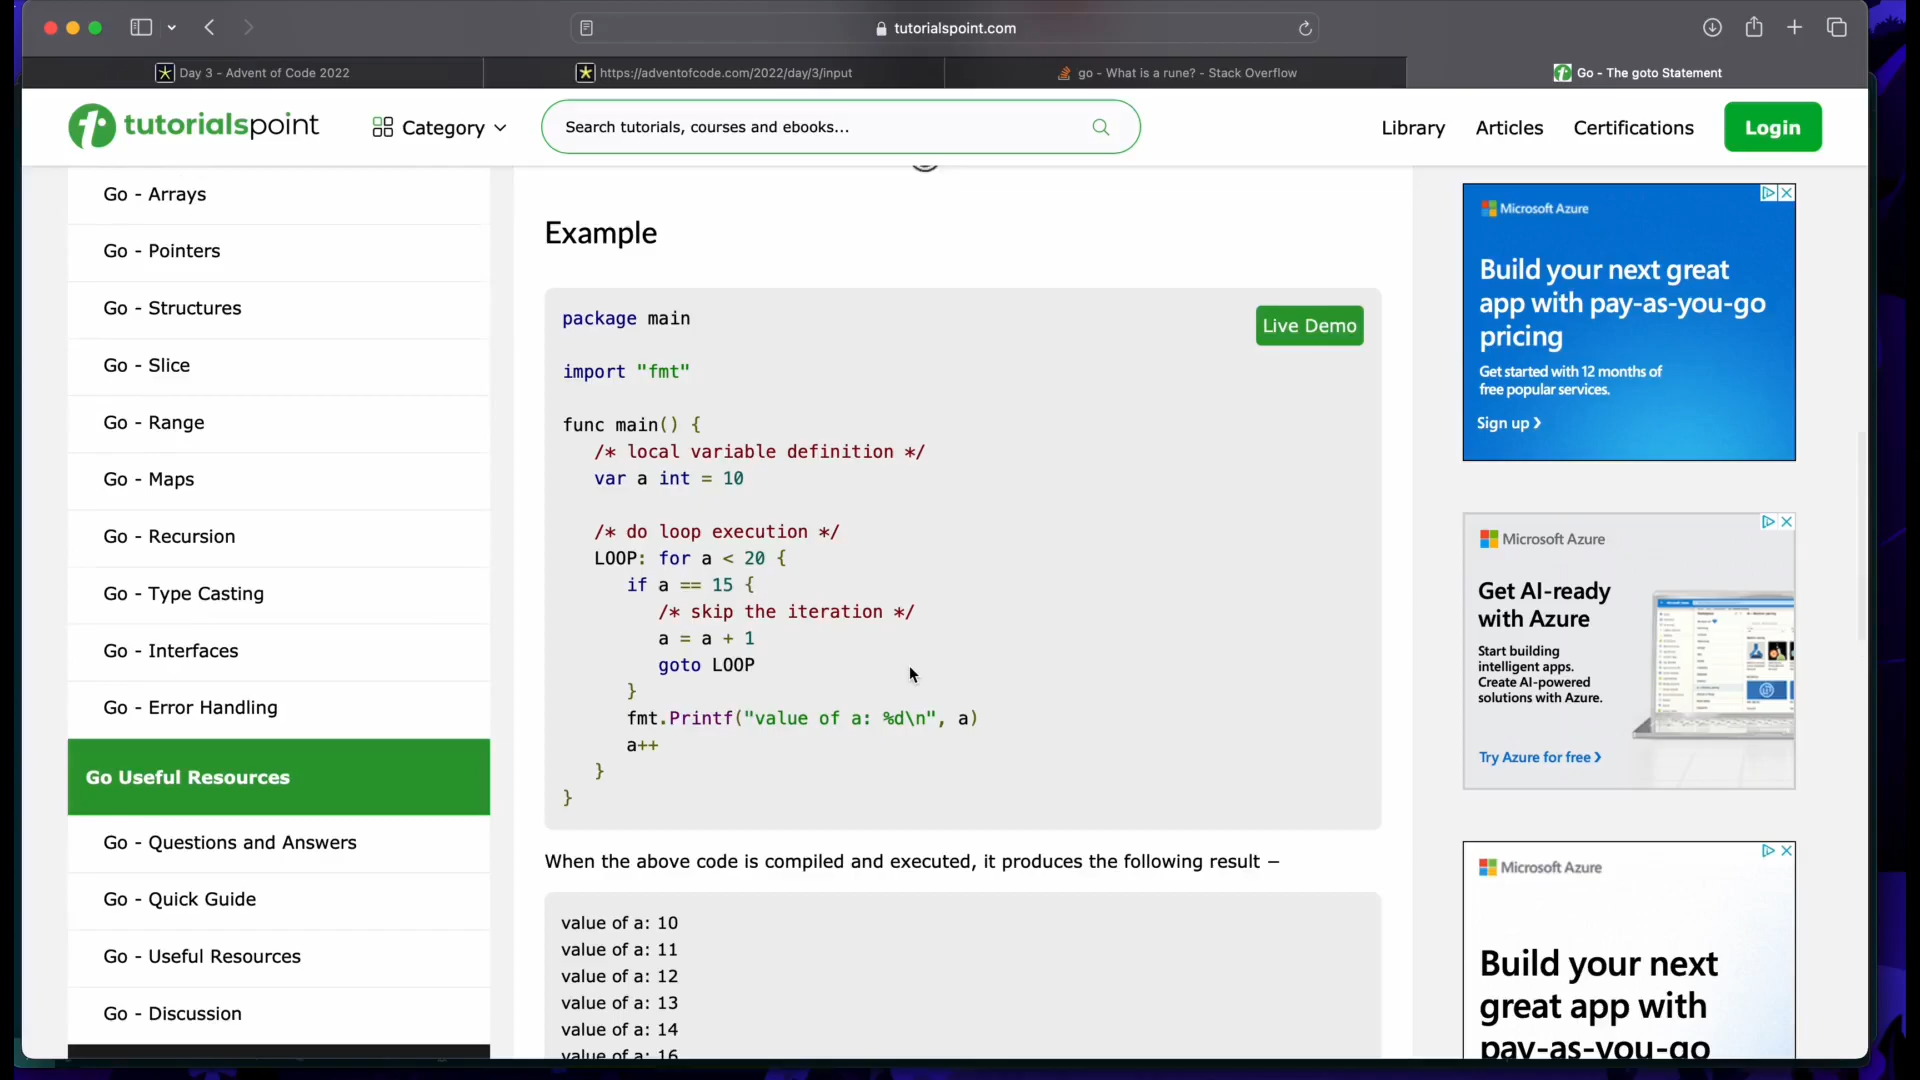 tutorialspoint.com
Day 3 - Advent of Code 2022
https://adventofcode.com/2022/day/3/input
go - What is a rune? - Stack Overflow
Go - The goto Statement
tutorialspoint
Category
Search tutorials, courses and ebooks...
Library
Articles
Certifications
Login
Go - Arrays
Go - Pointers
Go - Structures
Go - Slice
Go - Range
Go - Maps
Go - Recursion
Go - Type Casting
Go - Interfaces
Go - Error Handling
Go Useful Resources
Go - Questions and Answers
Go - Quick Guide
Go - Useful Resources
Go - Discussion
Example
Live Demo
package main
import "fmt"
func main() {
/* local variable definition */
var a int = 10
/* do loop execution */
LOOP: for a < 20 {
if a == 15 {
/* skip the iteration */
a = a + 1
goto LOOP
}
fmt.Printf("value of a: %d\n", a)
a++
}
}
When the above code is compiled and executed, it produces the following result −
value of a: 10
value of a: 11
value of a: 12
value of a: 13
value of a: 14
value of a: 16
Microsoft Azure
Build your next great
app with pay-as-you-go
pricing
Get started with 12 months of
free popular services.
Sign up ❯
Microsoft Azure
Get AI-ready
with Azure
Start building
intelligent apps.
Create AI-powered
solutions with Azure.
Try Azure for free ❯
Microsoft Azure
Build your next
great app with
pay-as-you-go